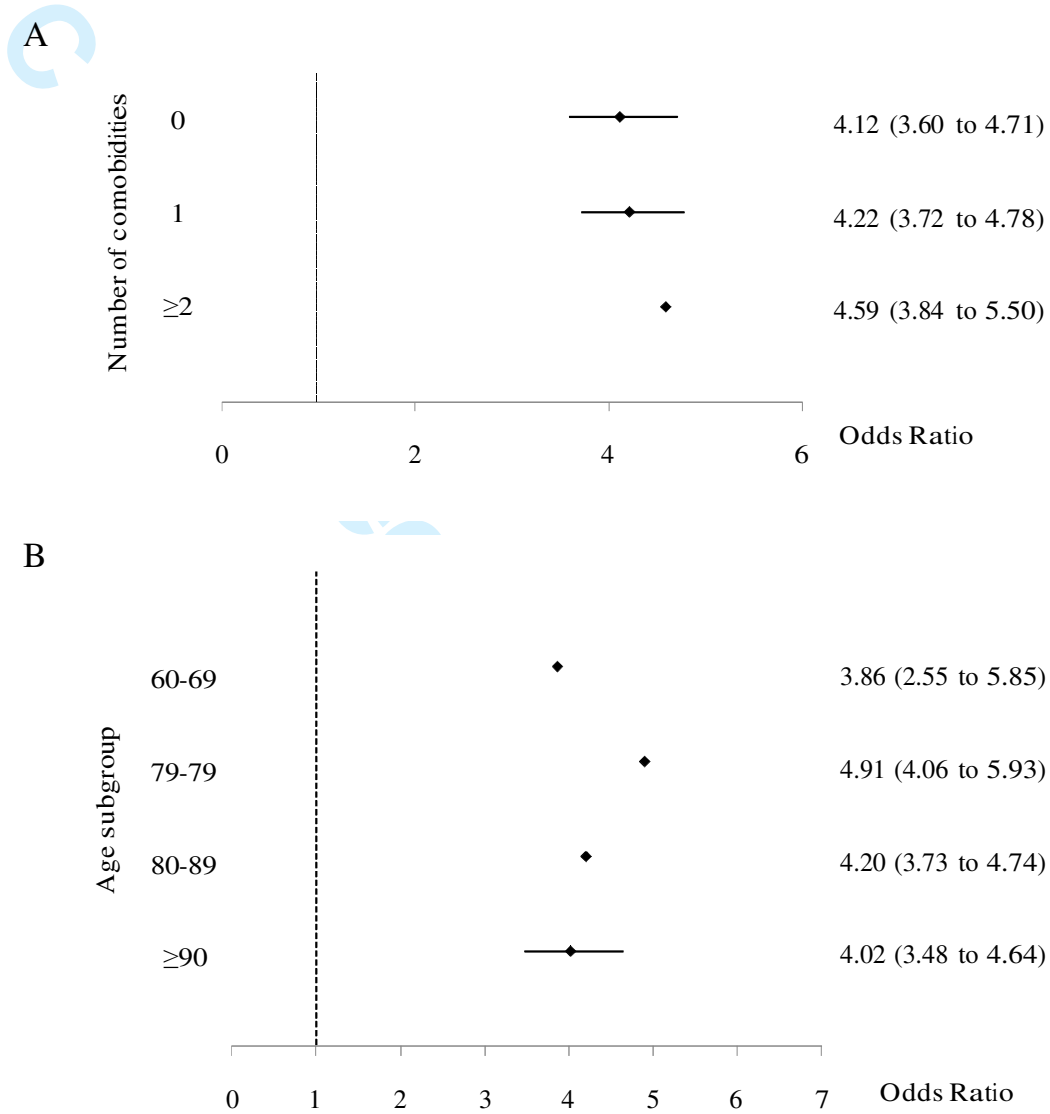 A
Number of comobidities
0
4.12 (3.60 to 4.71)
1
4.22 (3.72 to 4.78)
≥2
4.59 (3.84 to 5.50)
0 2 4 6
Odds Ratio
B
Age subgroup
60-69
3.86 (2.55 to 5.85)
79-79
4.91 (4.06 to 5.93)
80-89
4.20 (3.73 to 4.74)
≥90
4.02 (3.48 to 4.64)
0 1 2 3 4 5 6 7
Odds Ratio